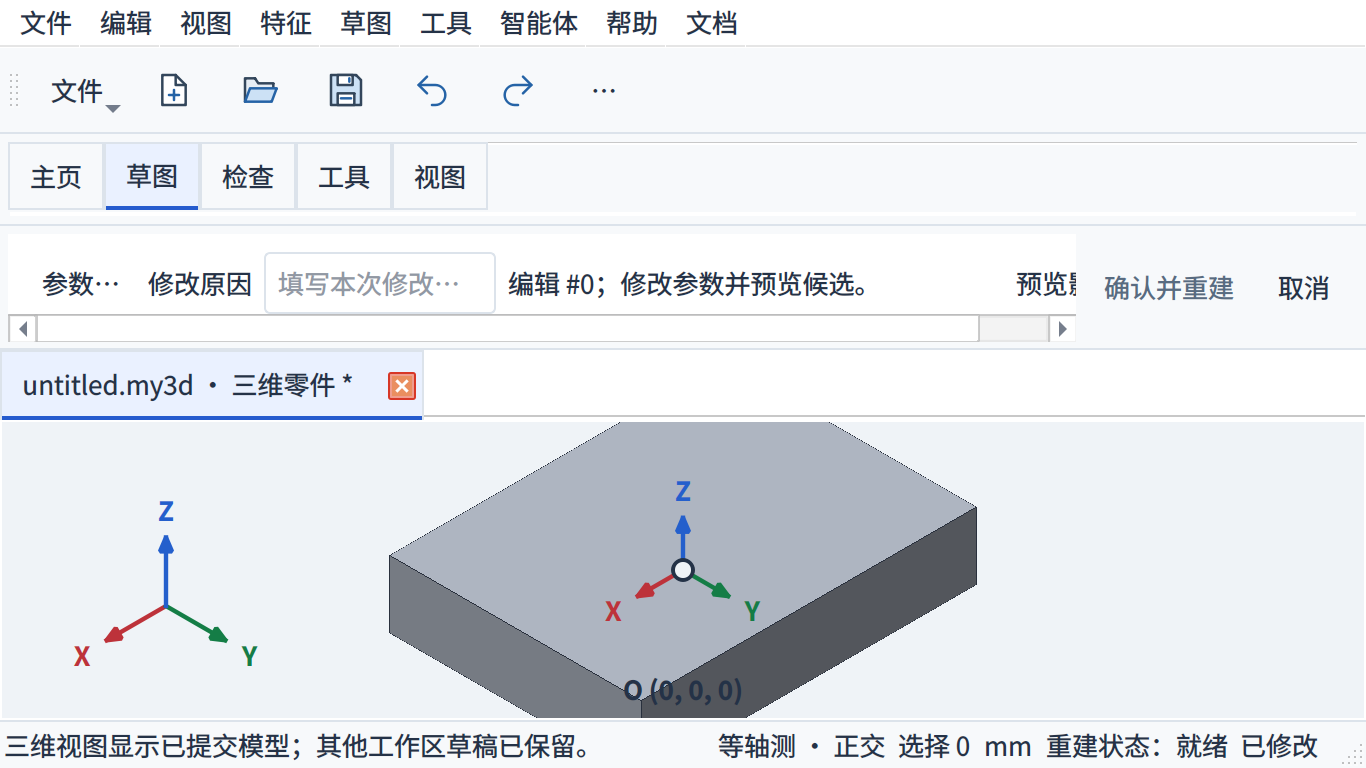 文件 编辑 视图 特征 草图 工具 智能体 帮助 文档
文件 ···
主页 草图 检查 工具 视图
参数··· 修改原因 填写本次修改··· 编辑 #0；修改参数并预览候选。 预览 确认并重建 取消
untitled.my3d · 三维零件 *
Z
Z
X Y
X Y
O (0, 0, 0)
三维视图显示已提交模型；其他工作区草稿已保留。 等轴测 · 正交 选择 0 mm 重建状态：就绪 已修改